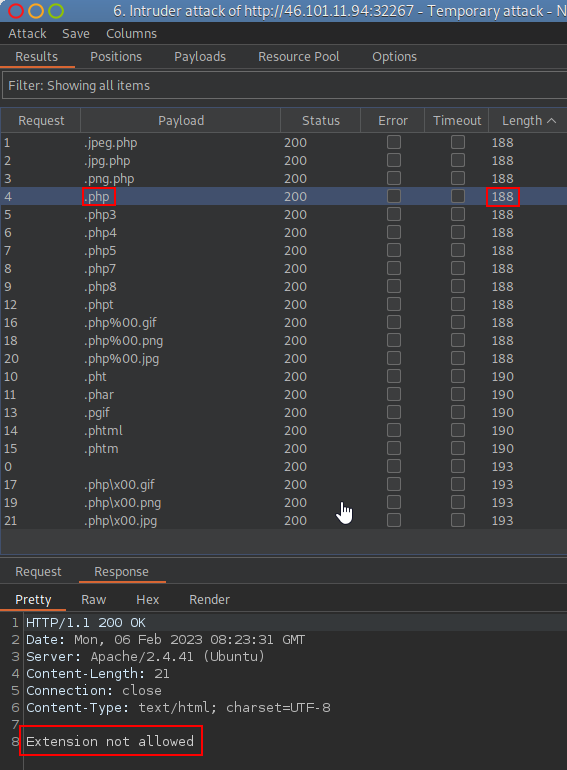 6. Intruder attack of http://46.101.11.94:32267 - Temporary attack - N
Attack Save Columns
Results Positions Payloads Resource Pool Options
Filter: Showing all items
Request Payload Status Error Timeout Length
1 .jpeg.php 200 188
2 .jpg.php 200 188
3 .png.php 200 188
4 .php 200 188
5 .php3 200 188
6 .php4 200 188
7 .php5 200 188
8 .php7 200 188
9 .php8 200 188
12 .phpt 200 188
16 .php%00.gif 200 188
18 .php%00.png 200 188
20 .php%00.jpg 200 188
10 .pht 200 190
11 .phar 200 190
13 .pgif 200 190
14 .phtml 200 190
15 .phtm 200 190
0 200 193
17 .php\x00.gif 200 193
19 .php\x00.png 200 193
21 .php\x00.jpg 200 193
Request Response
Pretty Raw Hex Render
1 HTTP/1.1 200 OK
2 Date: Mon, 06 Feb 2023 08:23:31 GMT
3 Server: Apache/2.4.41 (Ubuntu)
4 Content-Length: 21
5 Connection: close
6 Content-Type: text/html; charset=UTF-8
7
8 Extension not allowed